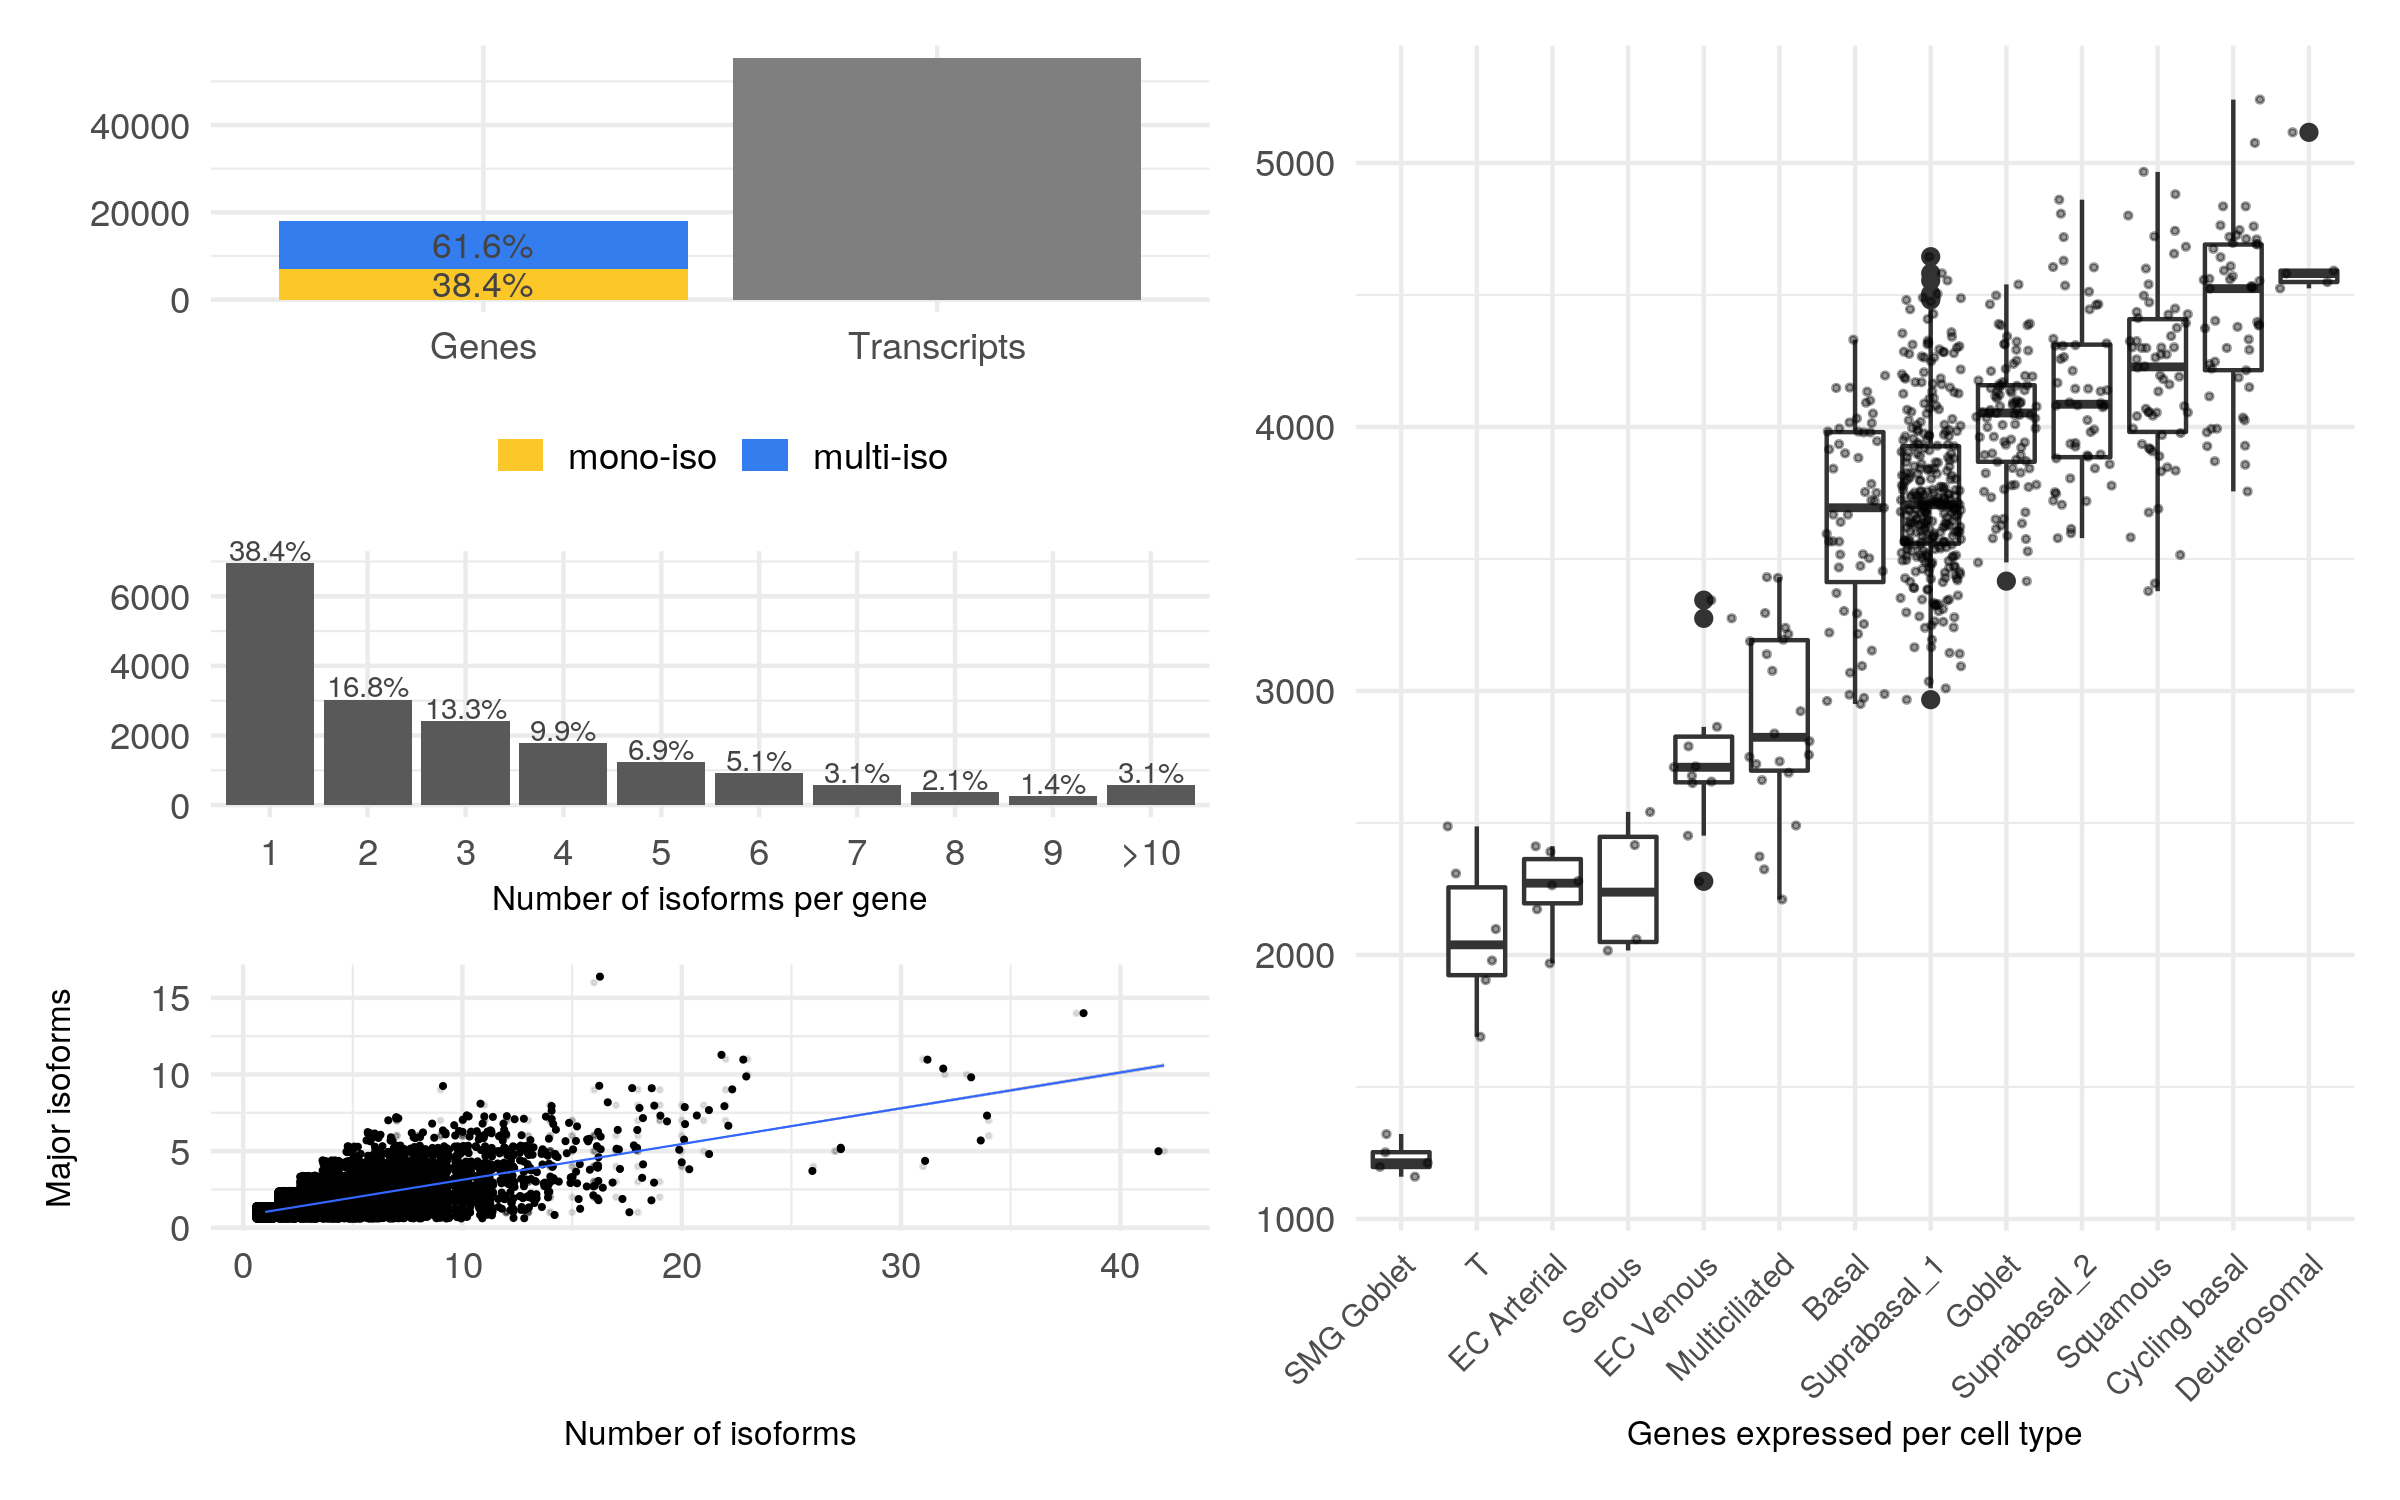 40000
20000
0
61.6%
38.4%
Genes
Transcripts
mono-iso
multi-iso
6000
4000
2000
0
38.4%
16.8%
13.3%
9.9%
6.9%
5.1%
3.1%
2.1%
1.4%
3.1%
1
2
3
4
5
6
7
8
9
>10
Number of isoforms per gene
Major isoforms
15
10
5
0
0
10
20
30
40
Number of isoforms
5000
4000
3000
2000
1000
SMG Goblet
T
EC Arterial
Serous
EC Venous
Multiciliated
Basal
Suprabasal_1
Goblet
Suprabasal_2
Squamous
Cycling basal
Deuterosomal
Genes expressed per cell type